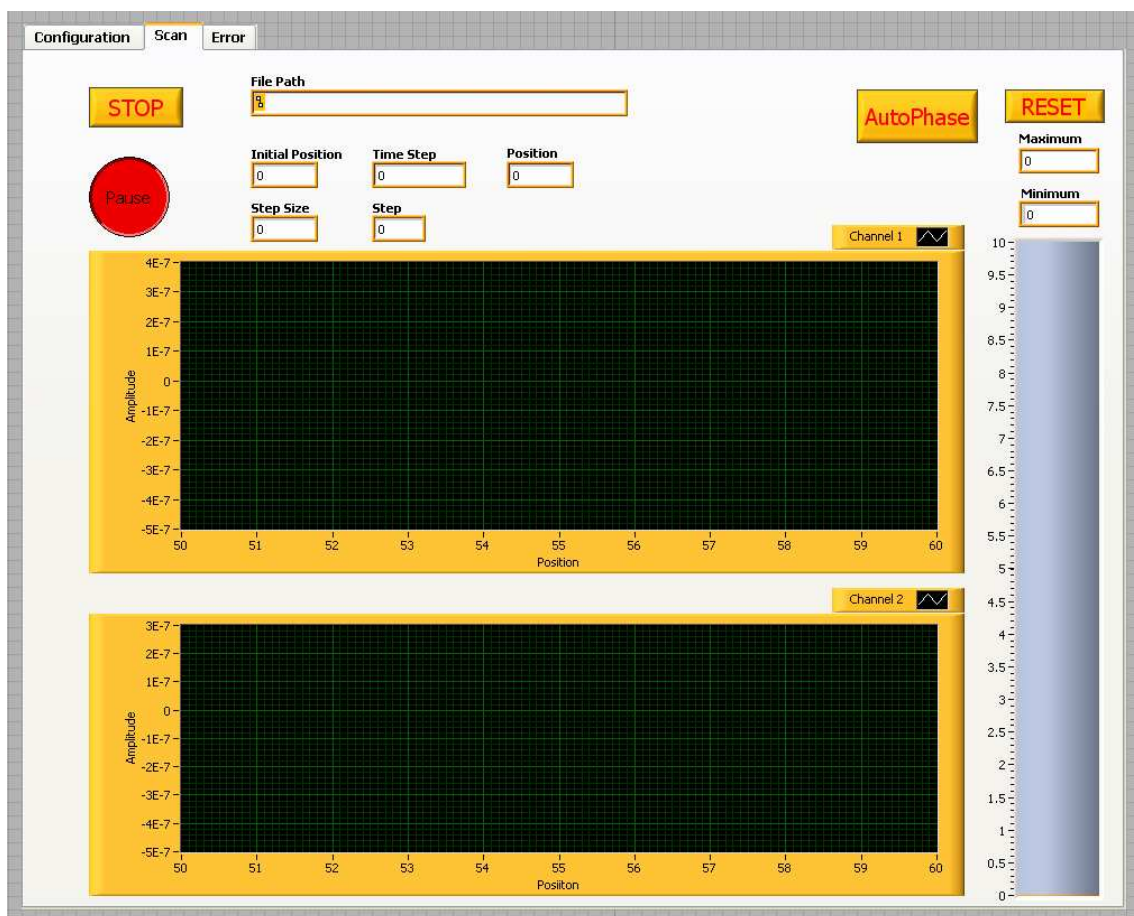 Configuration Scan Error
File Path
STOP
AutoPhase
RESET
Maximum
0
Initial Position Time Step Position
0 0 0
Pause
Minimum
0
Step Size Step
0 0
Channel 1
4E-7
3E-7
2E-7
1E-7
0
-1E-7
-2E-7
-3E-7
-4E-7
-5E-7
Amplitude
50 51 52 53 54 55 56 57 58 59 60
Position
Channel 2
3E-7
2E-7
1E-7
0
-1E-7
-2E-7
-3E-7
-4E-7
-5E-7
Amplitude
50 51 52 53 54 55 56 57 58 59 60
Posiiton
10
9.5
9
8.5
8
7.5
7
6.5
6
5.5
5
4.5
4
3.5
3
2.5
2
1.5
1
0.5
0